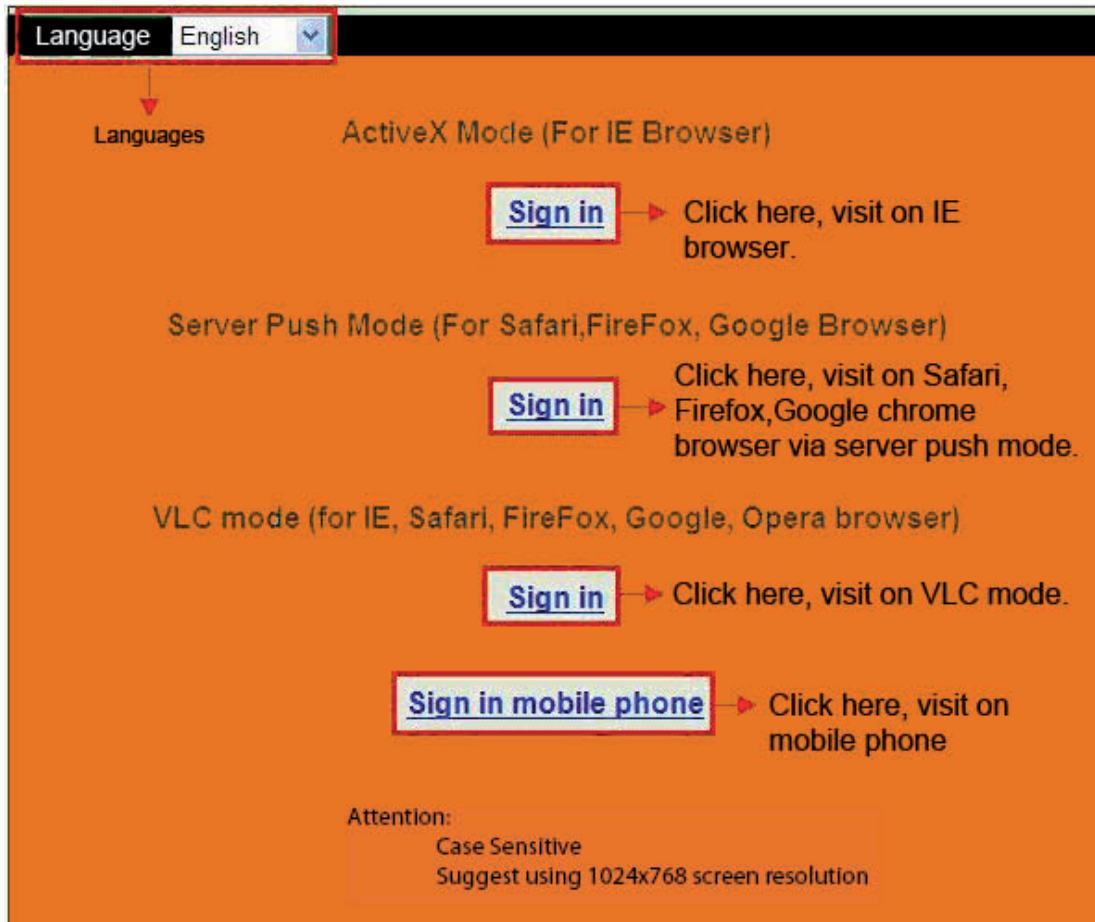 Language English
Languages
ActiveX Mode (For IE Browser)
Sign in
Click here, visit on IE
browser.
Server Push Mode (For Safari,FireFox, Google Browser)
Sign in
Click here, visit on Safari,
Firefox,Google chrome
browser via server push mode.
VLC mode (for IE, Safari, FireFox, Google, Opera browser)
Sign in
Click here, visit on VLC mode.
Sign in mobile phone
Click here, visit on
mobile phone
Attention:
Case Sensitive
Suggest using 1024x768 screen resolution